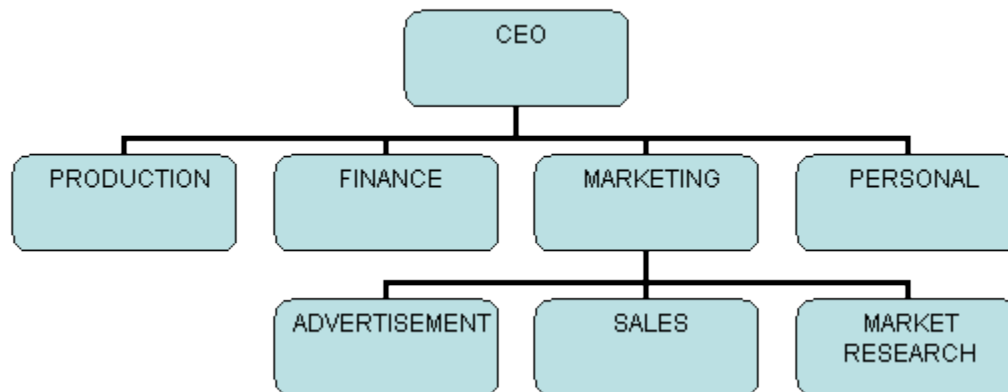 CEO
PRODUCTION
FINANCE
MARKETING
PERSONAL
ADVERTISEMENT
SALES
MARKET
RESEARCH